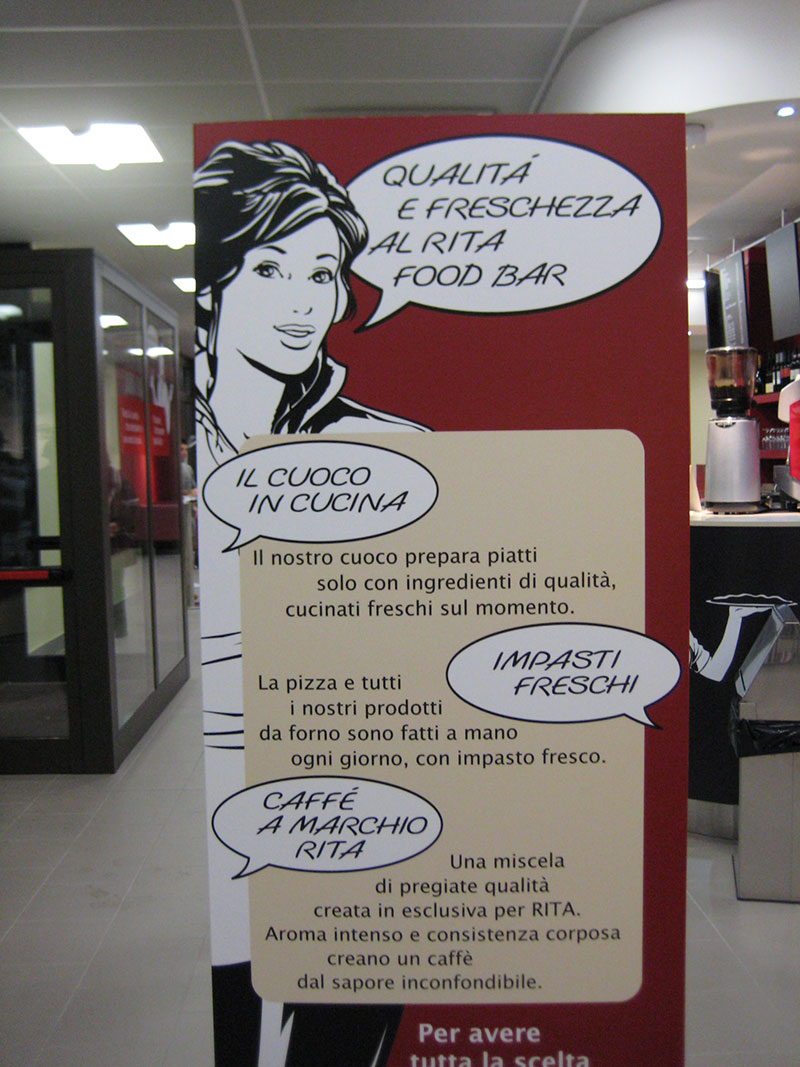 QUALITÁ
E FRESCHEZZA
AL RITA
FOOD BAR
IL CUOCO
IN CUCINA
Il nostro cuoco prepara piatti
solo con ingredienti di qualità,
cucinati freschi sul momento.
IMPASTI
FRESCHI
La pizza e tutti
i nostri prodotti
da forno sono fatti a mano
ogni giorno, con impasto fresco.
CAFFÉ
A MARCHIO
RITA
Una miscela
di pregiate qualità
creata in esclusiva per RITA.
Aroma intenso e consistenza corposa
creano un caffè
dal sapore inconfondibile.
Per avere
tutta la scelta